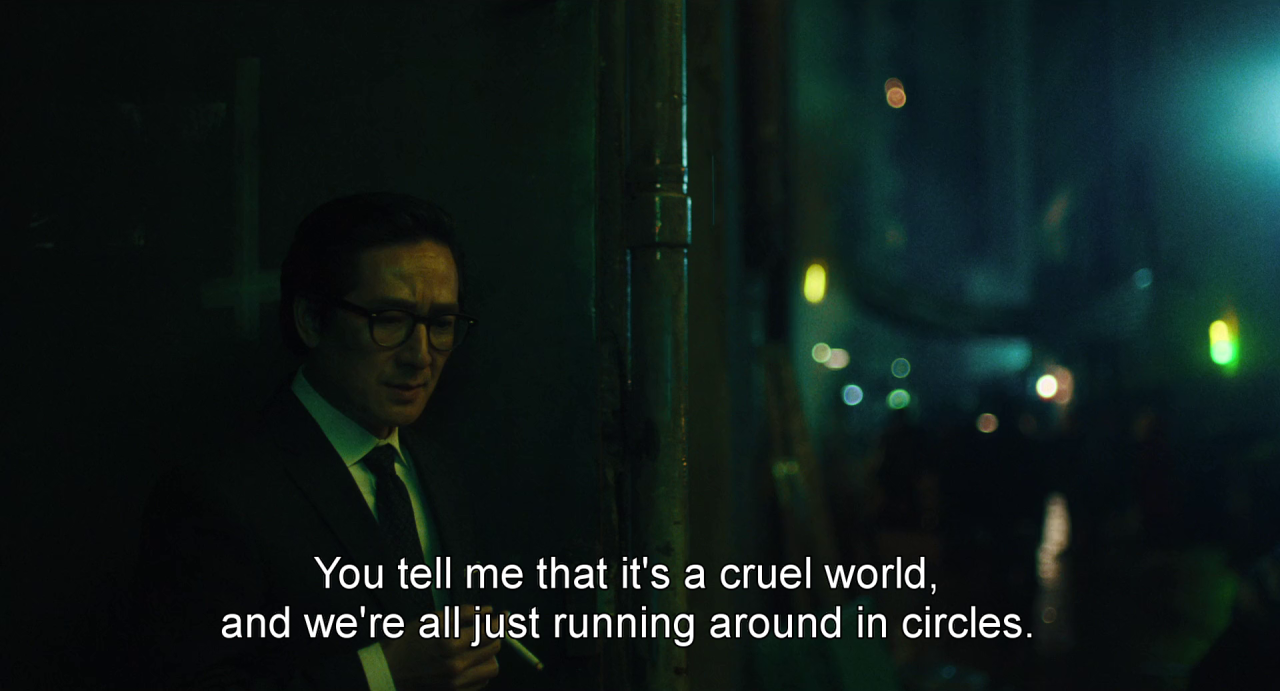 You tell me that it's a cruel world,
and we're all just running around in circles.